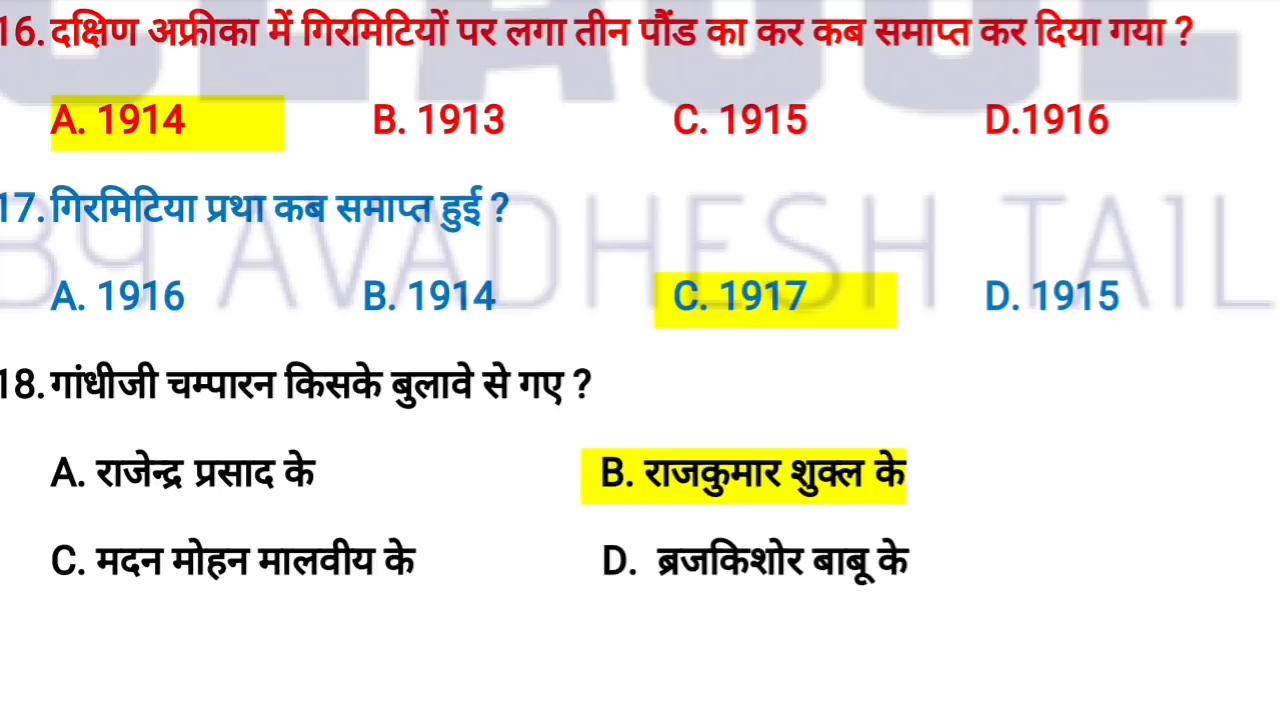 16. दक्षिण अफ्रीका में गिरमिटियों पर लगा तीन पौंड का कर कब समाप्त कर दिया गया ?
A. 1914 B. 1913 C. 1915 D.1916
17. गिरमिटिया प्रथा कब समाप्त हुई ?
BY AVADHESH TAIL
A. 1916 B. 1914 C. 1917 D. 1915
18. गांधीजी चम्पारन किसके बुलावे से गए ?
A. राजेन्द्र प्रसाद के B. राजकुमार शुक्ल के
C. मदन मोहन मालवीय के D. ब्रजकिशोर बाबू के